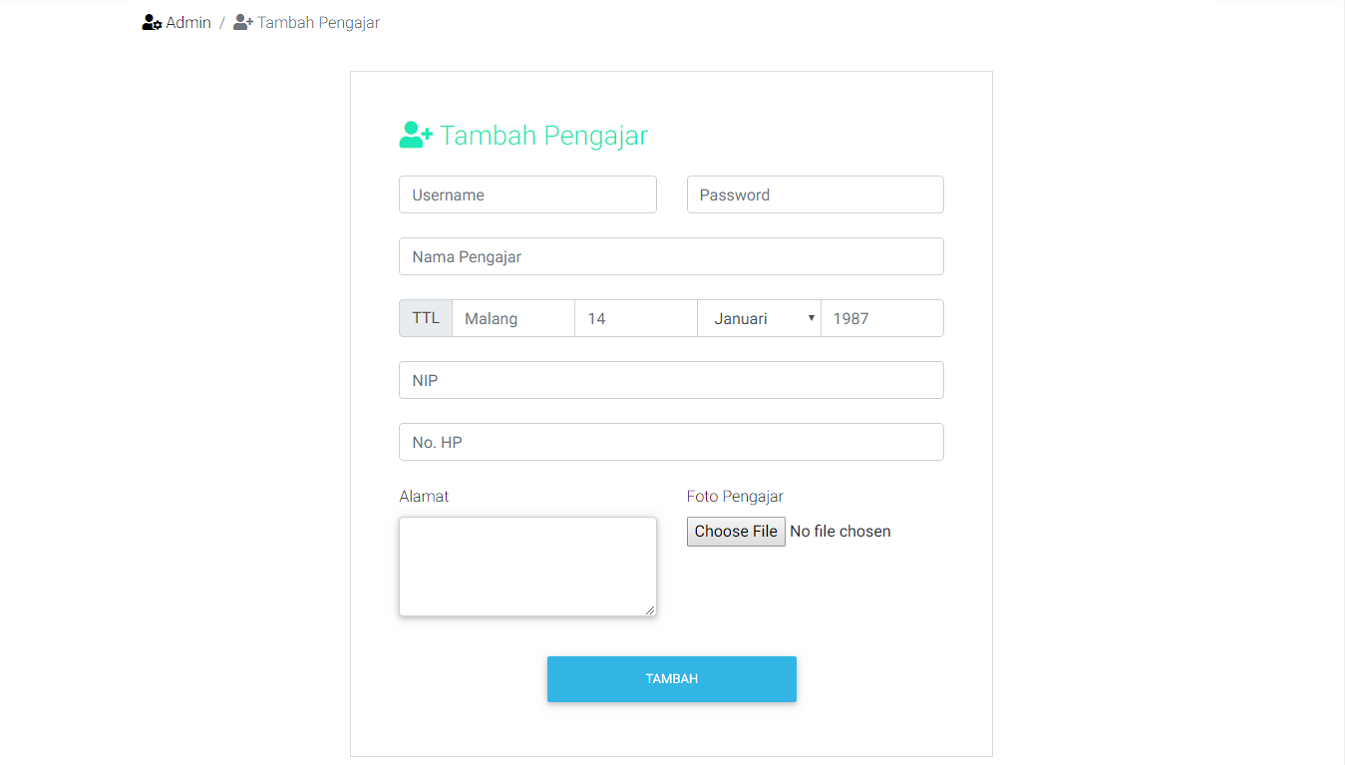 Admin / Tambah Pengajar
Tambah Pengajar
Username Password
Nama Pengajar
TTL Malang 14 Januari 1987
NIP
No. HP
Alamat Foto Pengajar
Choose File No file chosen
TAMBAH